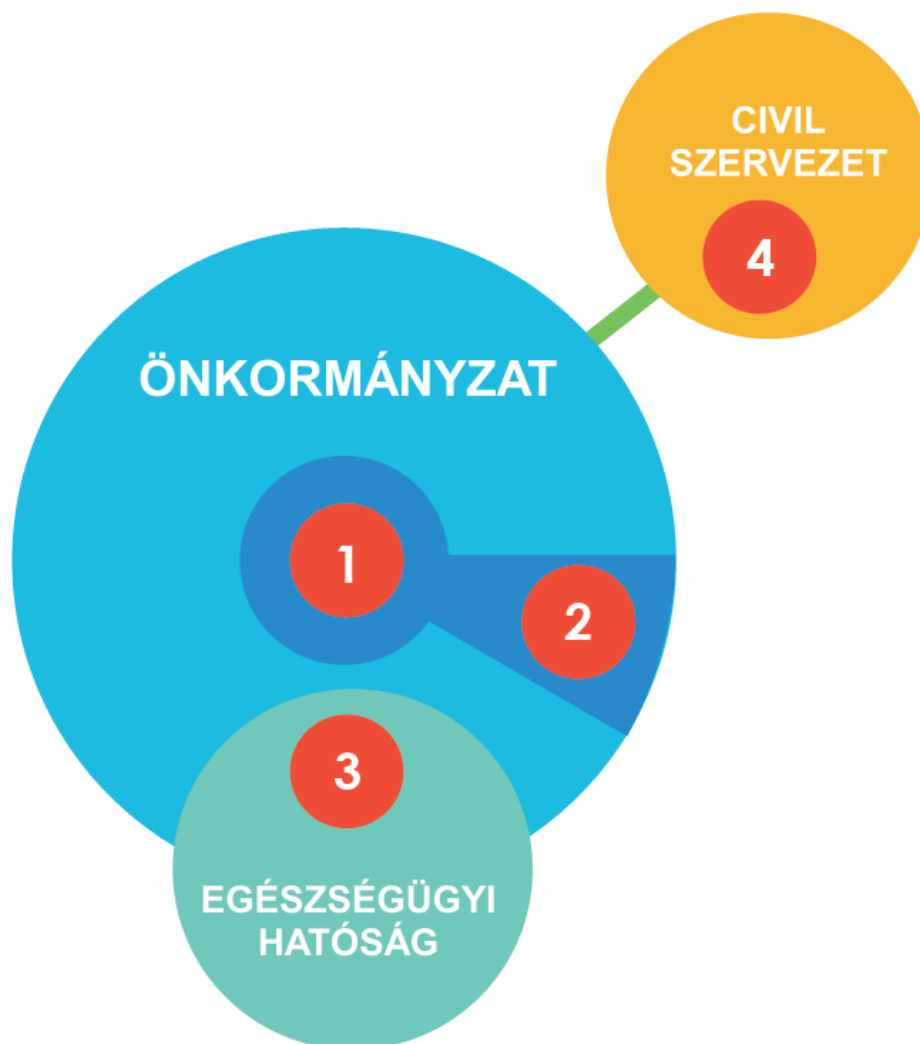 CIVIL
SZERVEZET
4
ÖNKORMÁNYZAT
1
2
3
EGÉSZSÉGÜGYI
HATÓSÁG